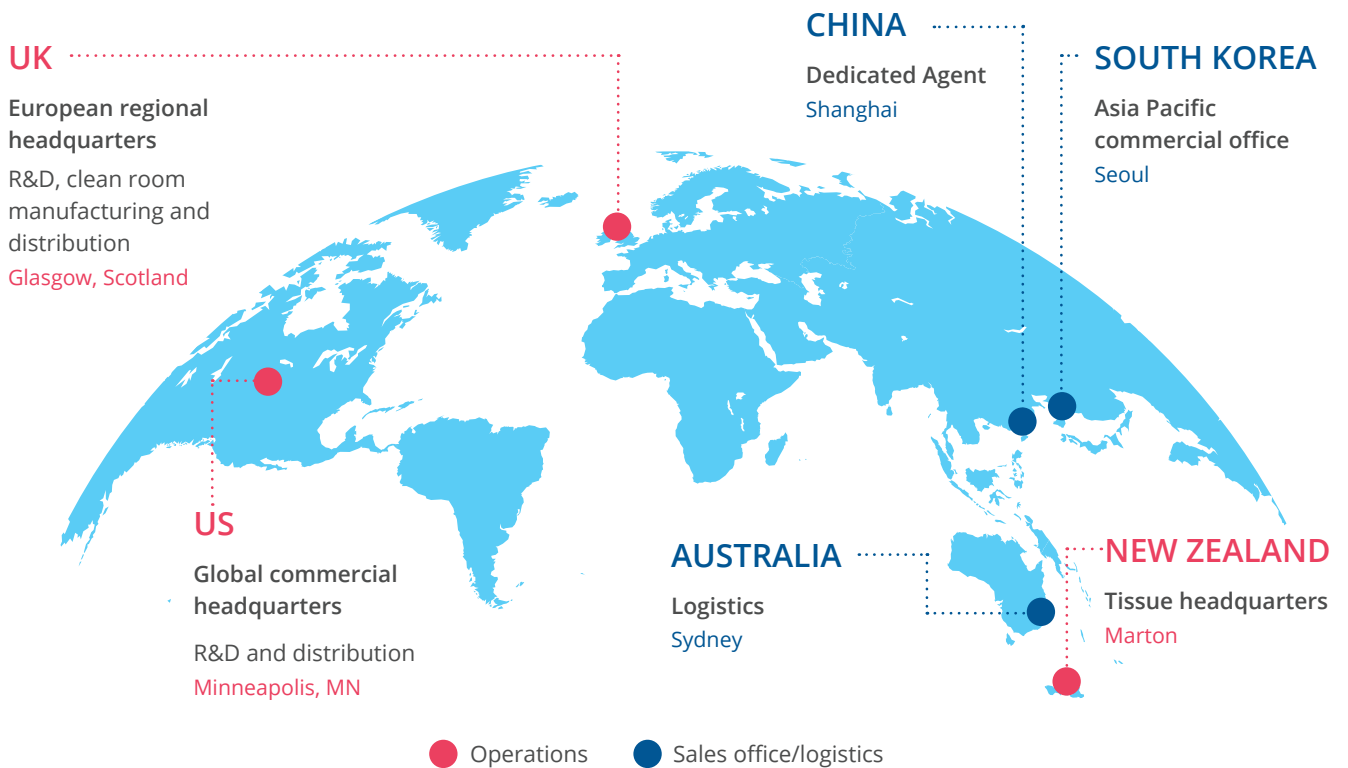 UK
European regional
headquarters
R&D, clean room
manufacturing and
distribution
Glasgow, Scotland
CHINA
Dedicated Agent
Shanghai
SOUTH KOREA
Asia Pacific
commercial office
Seoul
US
Global commercial
headquarters
R&D and distribution
Minneapolis, MN
AUSTRALIA
Logistics
Sydney
NEW ZEALAND
Tissue headquarters
Marton
Operations
Sales office/logistics